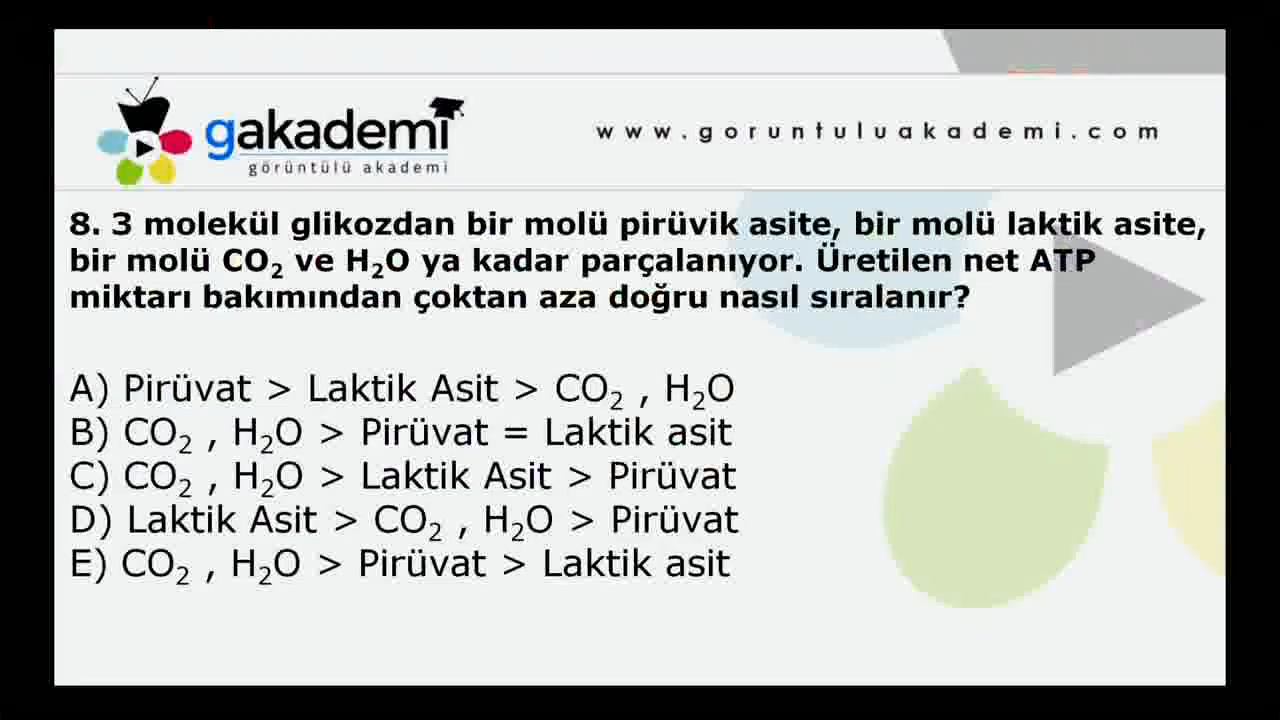 gakademi
görüntülü akademi
www.goruntuluakademi.com
8. 3 molekül glikozdan bir molü pirüvik asite, bir molü laktik asite,
bir molü CO₂ ve H₂O ya kadar parçalanıyor. Üretilen net ATP
miktarı bakımından çoktan aza doğru nasıl sıralanır?
A) Pirüvat > Laktik Asit > CO₂ , H₂O
B) CO₂ , H₂O > Pirüvat = Laktik asit
C) CO₂ , H₂O > Laktik Asit > Pirüvat
D) Laktik Asit > CO₂ , H₂O > Pirüvat
E) CO₂ , H₂O > Pirüvat > Laktik asit